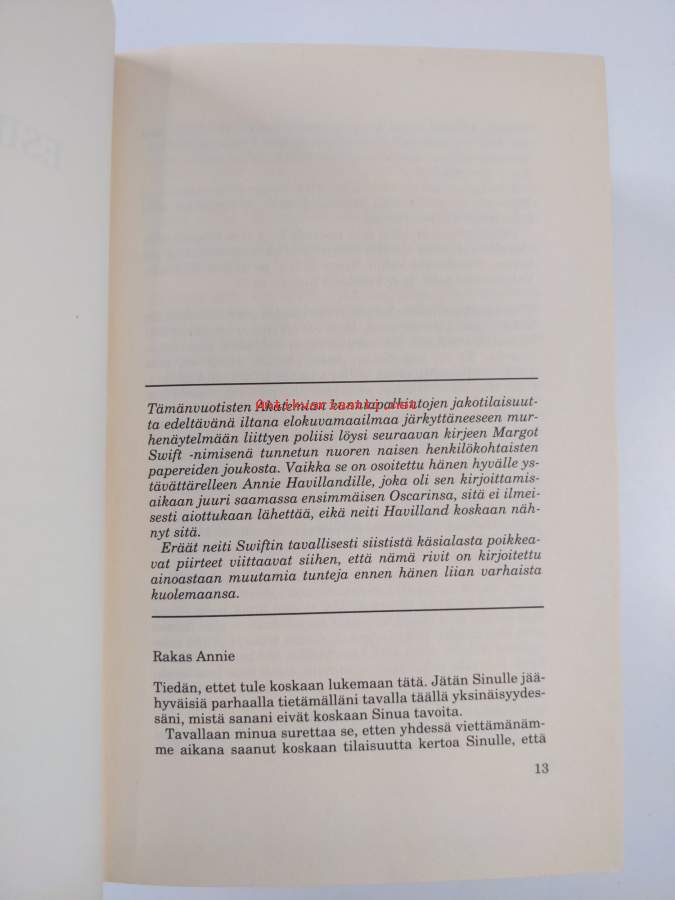 ESI
Tämänvuotisten Akatemian kunniapalkintojen jakotilaisuut-
ta edeltävänä iltana elokuvamaailmaa järkyttäneeseen mur-
henäytelmään liittyen poliisi löysi seuraavan kirjeen Margot
Swift -nimisenä tunnetun nuoren naisen henkilökohtaisten
papereiden joukosta. Vaikka se on osoitettu hänen hyvälle ys-
tävättärelleen Annie Havillandille, joka oli sen kirjoittamis-
aikaan juuri saamassa ensimmäisen Oscarinsa, sitä ei ilmei-
sesti aiottukaan lähettää, eikä neiti Havilland koskaan näh-
nyt sitä.
Eräät neiti Swiftin tavallisesti siististä käsialasta poikkea-
vat piirteet viittaavat siihen, että nämä rivit on kirjoitettu
ainoastaan muutamia tunteja ennen hänen liian varhaista
kuolemaansa.
Rakas Annie
Tiedän, ettet tule koskaan lukemaan tätä. Jätän Sinulle jää-
hyväisiä parhaalla tietämälläni tavalla täällä yksinäisyydes-
säni, mistä sanani eivät koskaan Sinua tavoita.
Tavallaan minua surettaa se, etten yhdessä viettämänäm-
me aikana saanut koskaan tilaisuutta kertoa Sinulle, että
13